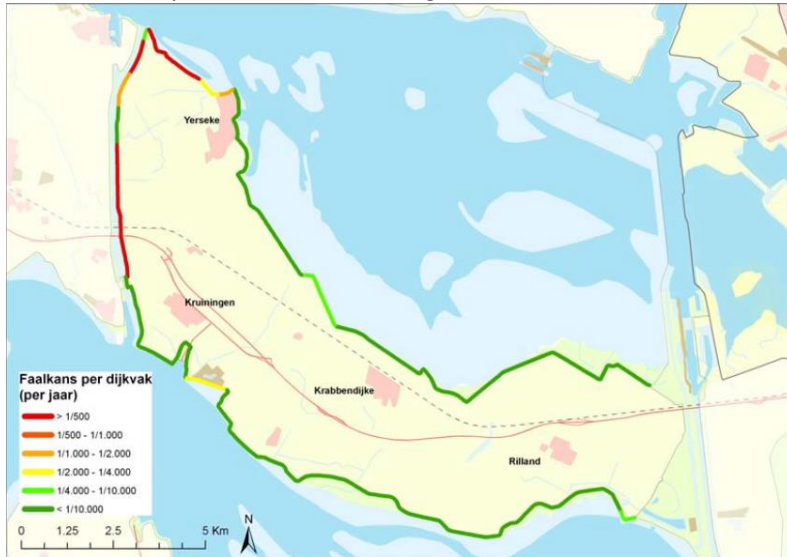 Yerseke
Kruiningen
Krabbendijke
Rilland
Faalkans per dijkvak
(per jaar)
> 1/500
1/500 - 1/1.000
1/1.000 - 1/2.000
1/2.000 - 1/4.000
1/4.000 - 1/10.000
< 1/10.000
0 1.25 2.5 5 Km
N